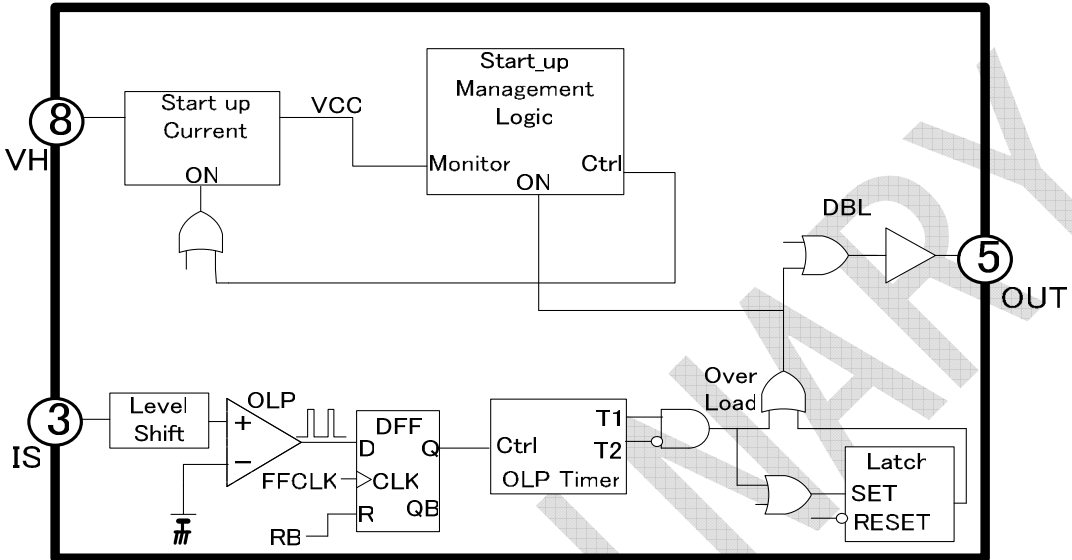 Start up
Current
ON
VCC
Start_up
Management
Logic
Monitor
Ctrl
ON
8
VH
DBL
5
OUT
Over
Load
3
IS
Level
Shift
OLP
+
−
DFF
D
Q
FFCLK
CLK
R
QB
RB
Ctrl
T1
T2
OLP Timer
Latch
SET
RESET
INARY